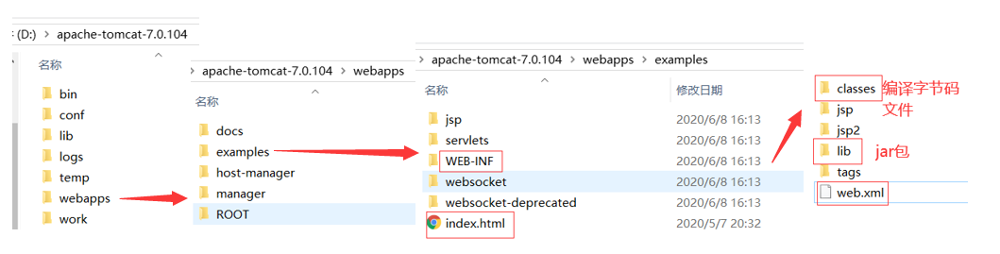 (D:) > apache-tomcat-7.0.104
名称
bin
conf
lib
logs
temp
webapps
work
apache-tomcat-7.0.104 > webapps
名称
docs
examples
host-manager
manager
ROOT
apache-tomcat-7.0.104 > webapps > examples
名称 修改日期
jsp 2020/6/8 16:13
servlets 2020/6/8 16:13
WEB-INF 2020/6/8 16:13
websocket 2020/6/8 16:13
websocket-deprecated 2020/6/8 16:13
index.html 2020/5/7 20:32
classes 编译字节码
文件
jsp
jsp2
lib jar包
tags
web.xml